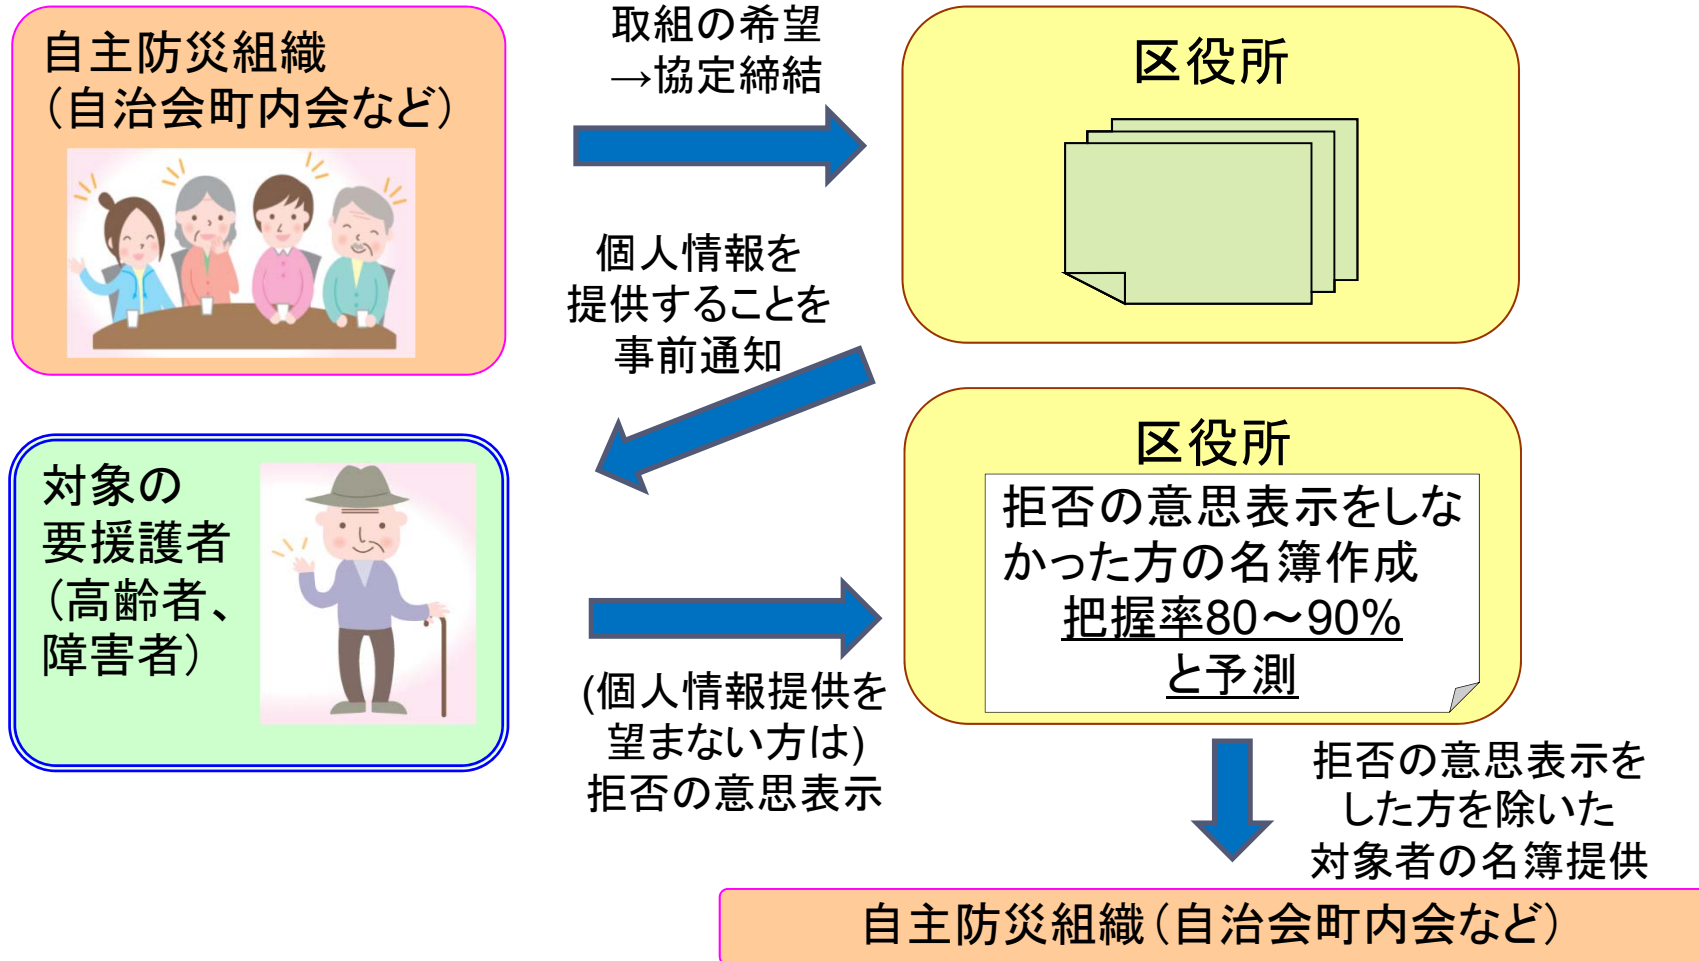 自主防災組織
（自治会町内会など）
取組の希望
→協定締結
区役所
個人情報を
提供することを
事前通知
対象の
要援護者
（高齢者、
障害者）
(個人情報提供を
望まない方は)
拒否の意思表示
区役所
拒否の意思表示をしな
かった方の名簿作成
把握率80～90%
と予測
拒否の意思表示を
した方を除いた
対象者の名簿提供
自主防災組織（自治会町内会など）